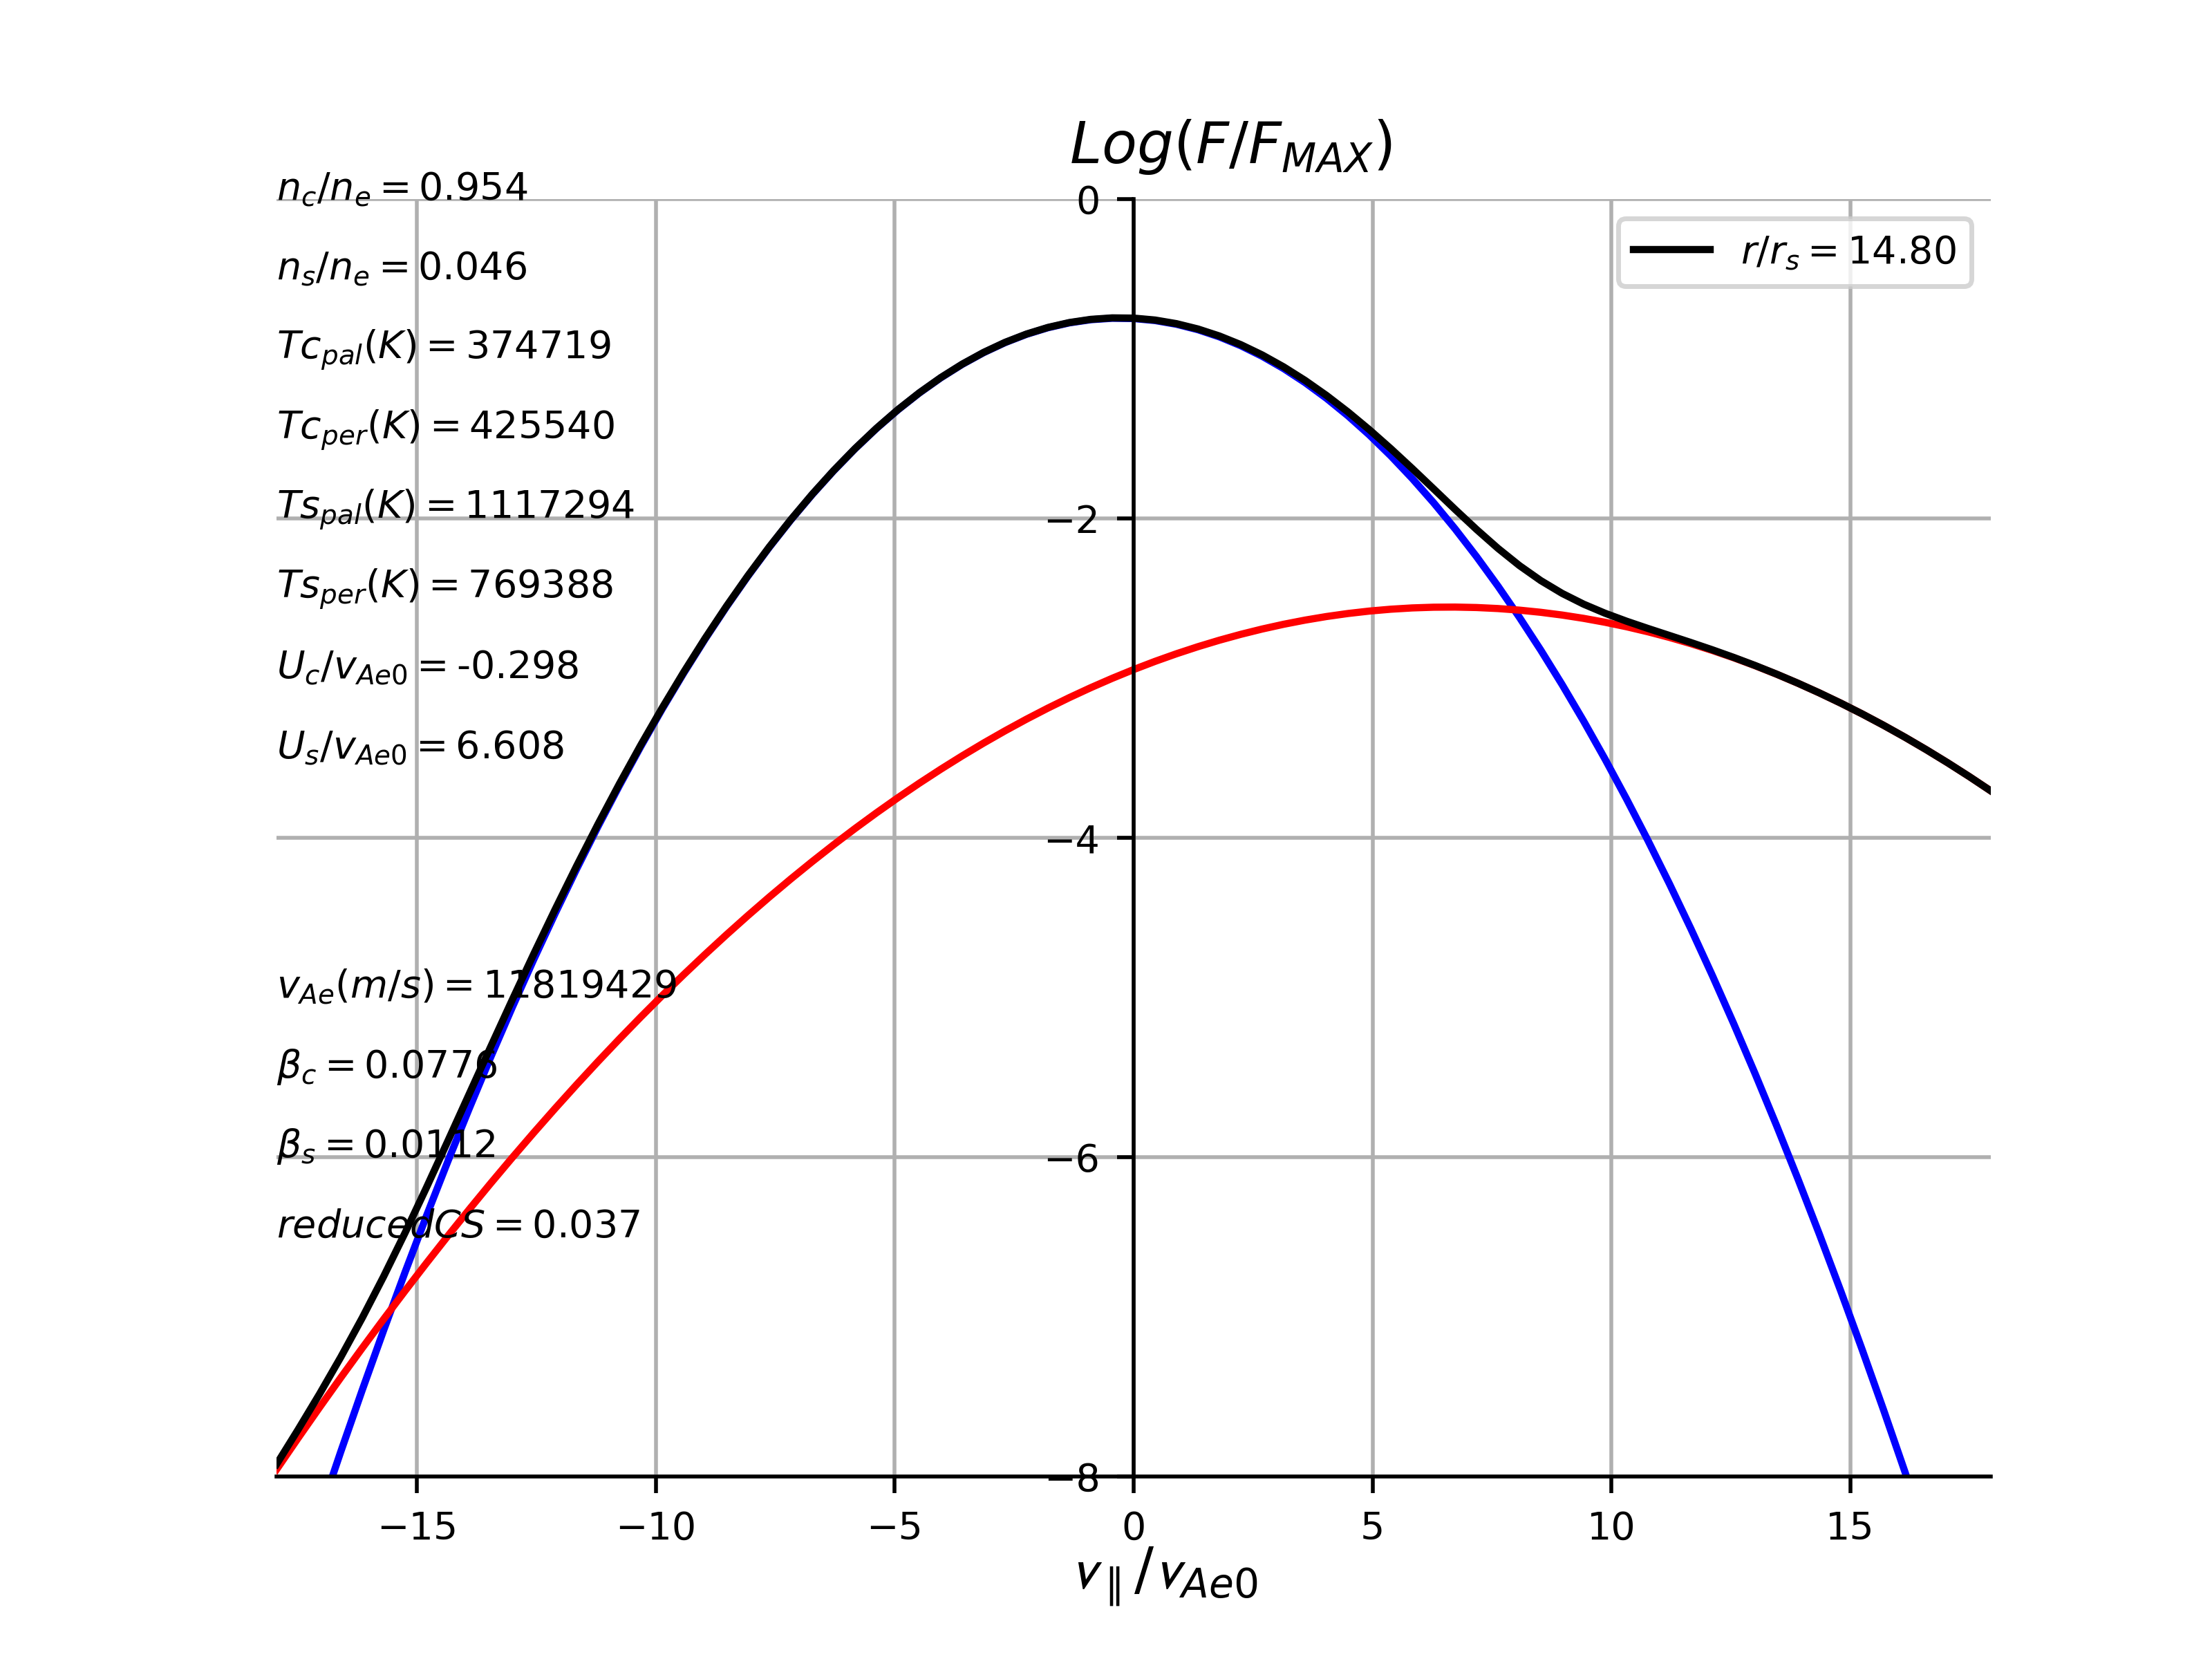 Log(F/F_MAX)
n_c/n_e = 0.954
n_s/n_e = 0.046
Tc_pal(K) = 374719
Tc_per(K) = 425540
Ts_pal(K) = 1117294
Ts_per(K) = 769388
U_c/v_Ae0 = -0.298
U_s/v_Ae0 = 6.608
v_Ae(m/s) = 11819429
β_c = 0.0776
β_s = 0.0112
reducedCS = 0.037
r/r_s = 14.80
0
−2
−4
−6
−8
−15 −10 −5 0 5 10 15
v_∥/v_Ae0